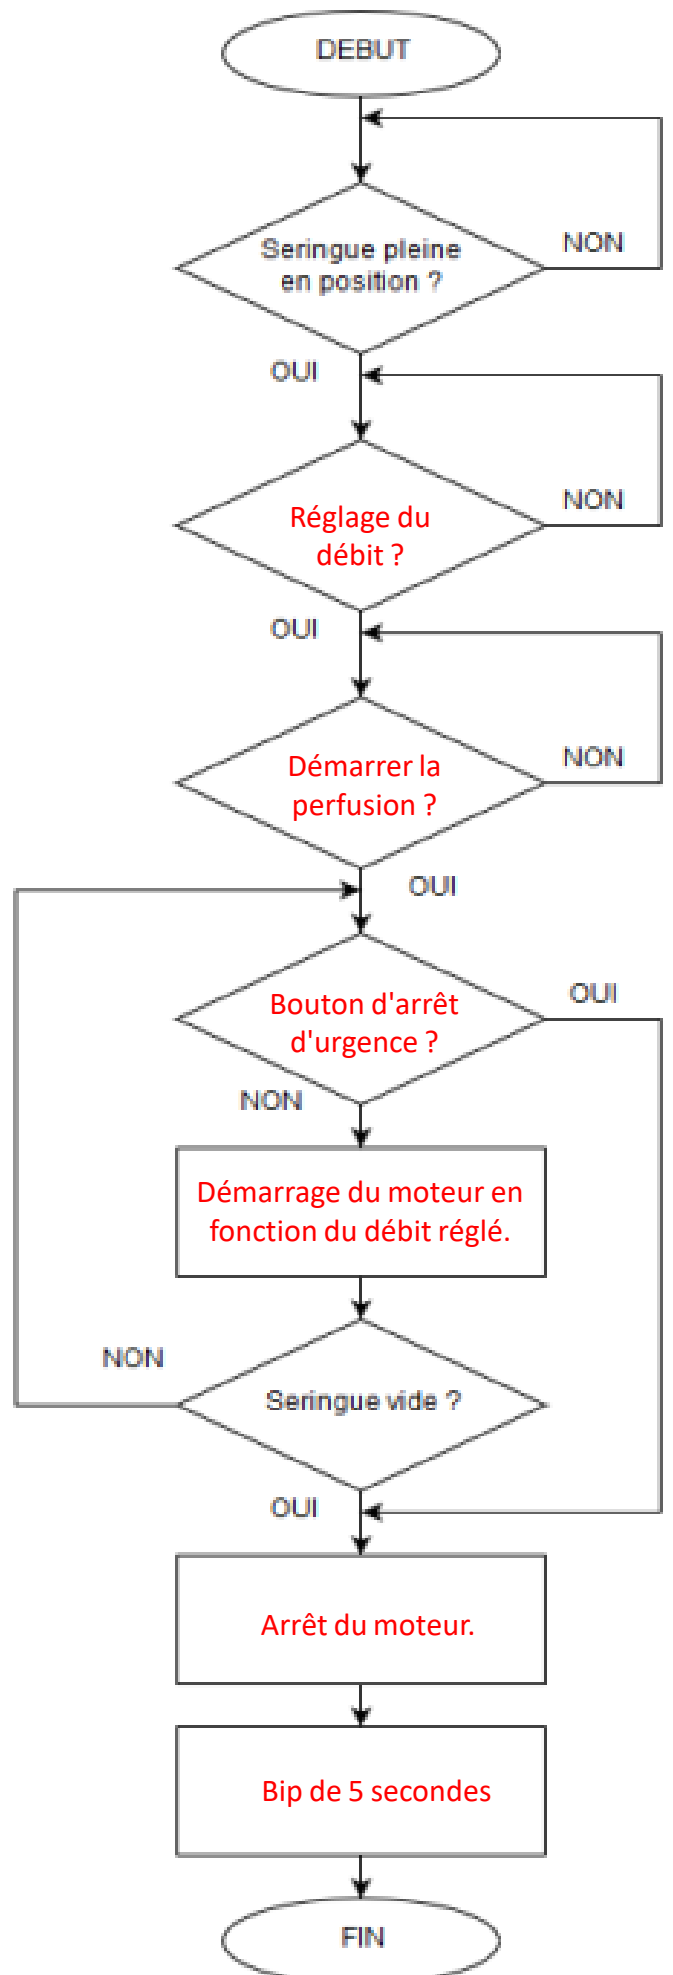 DEBUT
Seringue pleine
en position ?
NON
OUI
Réglage du
débit ?
NON
OUI
Démarrer la
perfusion ?
NON
OUI
Bouton d'arrêt
d'urgence ?
OUI
NON
Démarrage du moteur en
fonction du débit réglé.
NON
Seringue vide ?
OUI
Arrêt du moteur.
Bip de 5 secondes
FIN